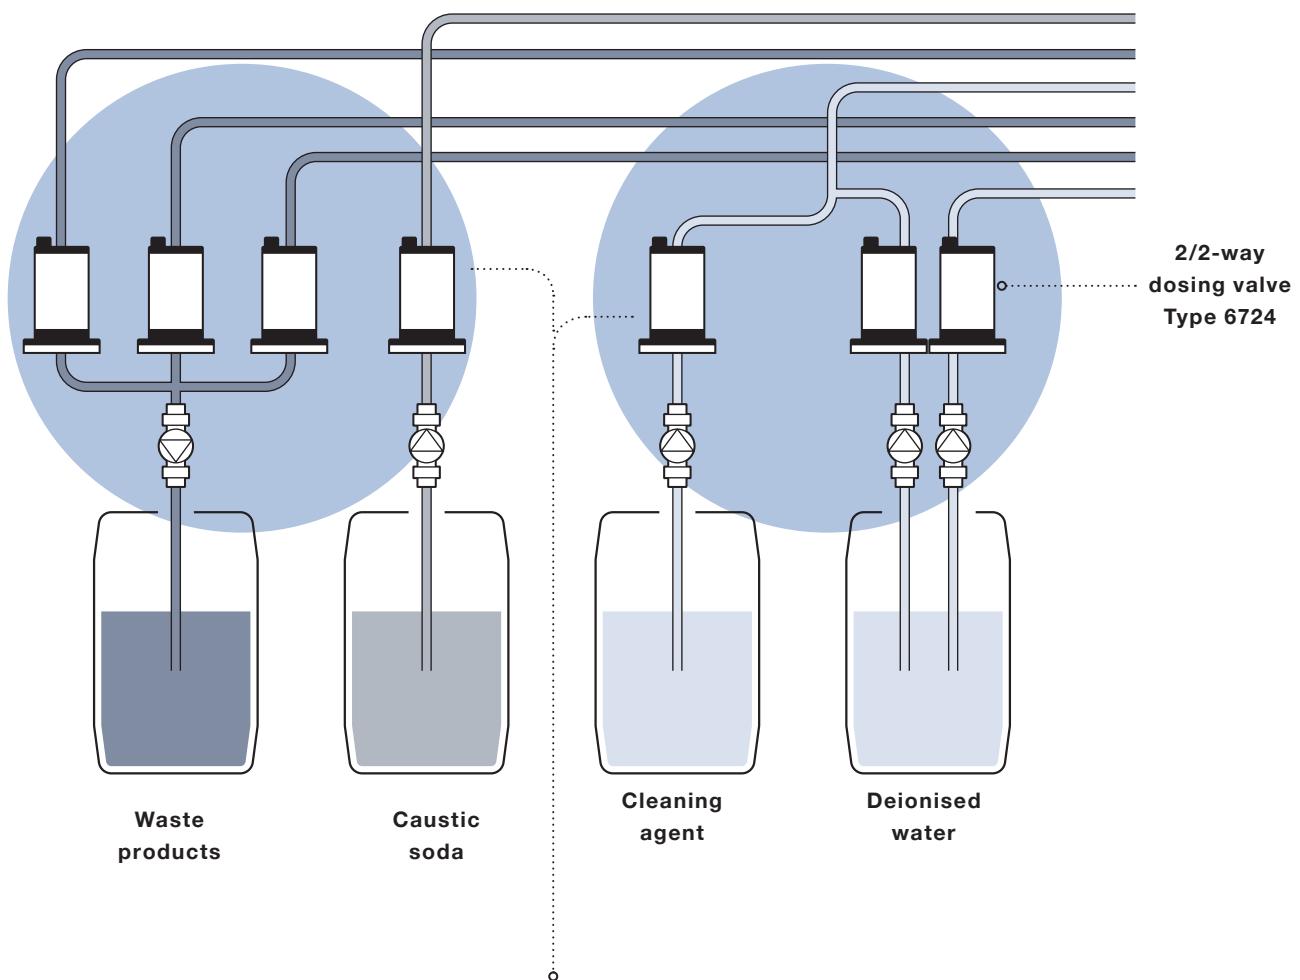 2/2-way
dosing valve
Type 6724
Waste
products
Caustic
soda
Cleaning
agent
Deionised
water